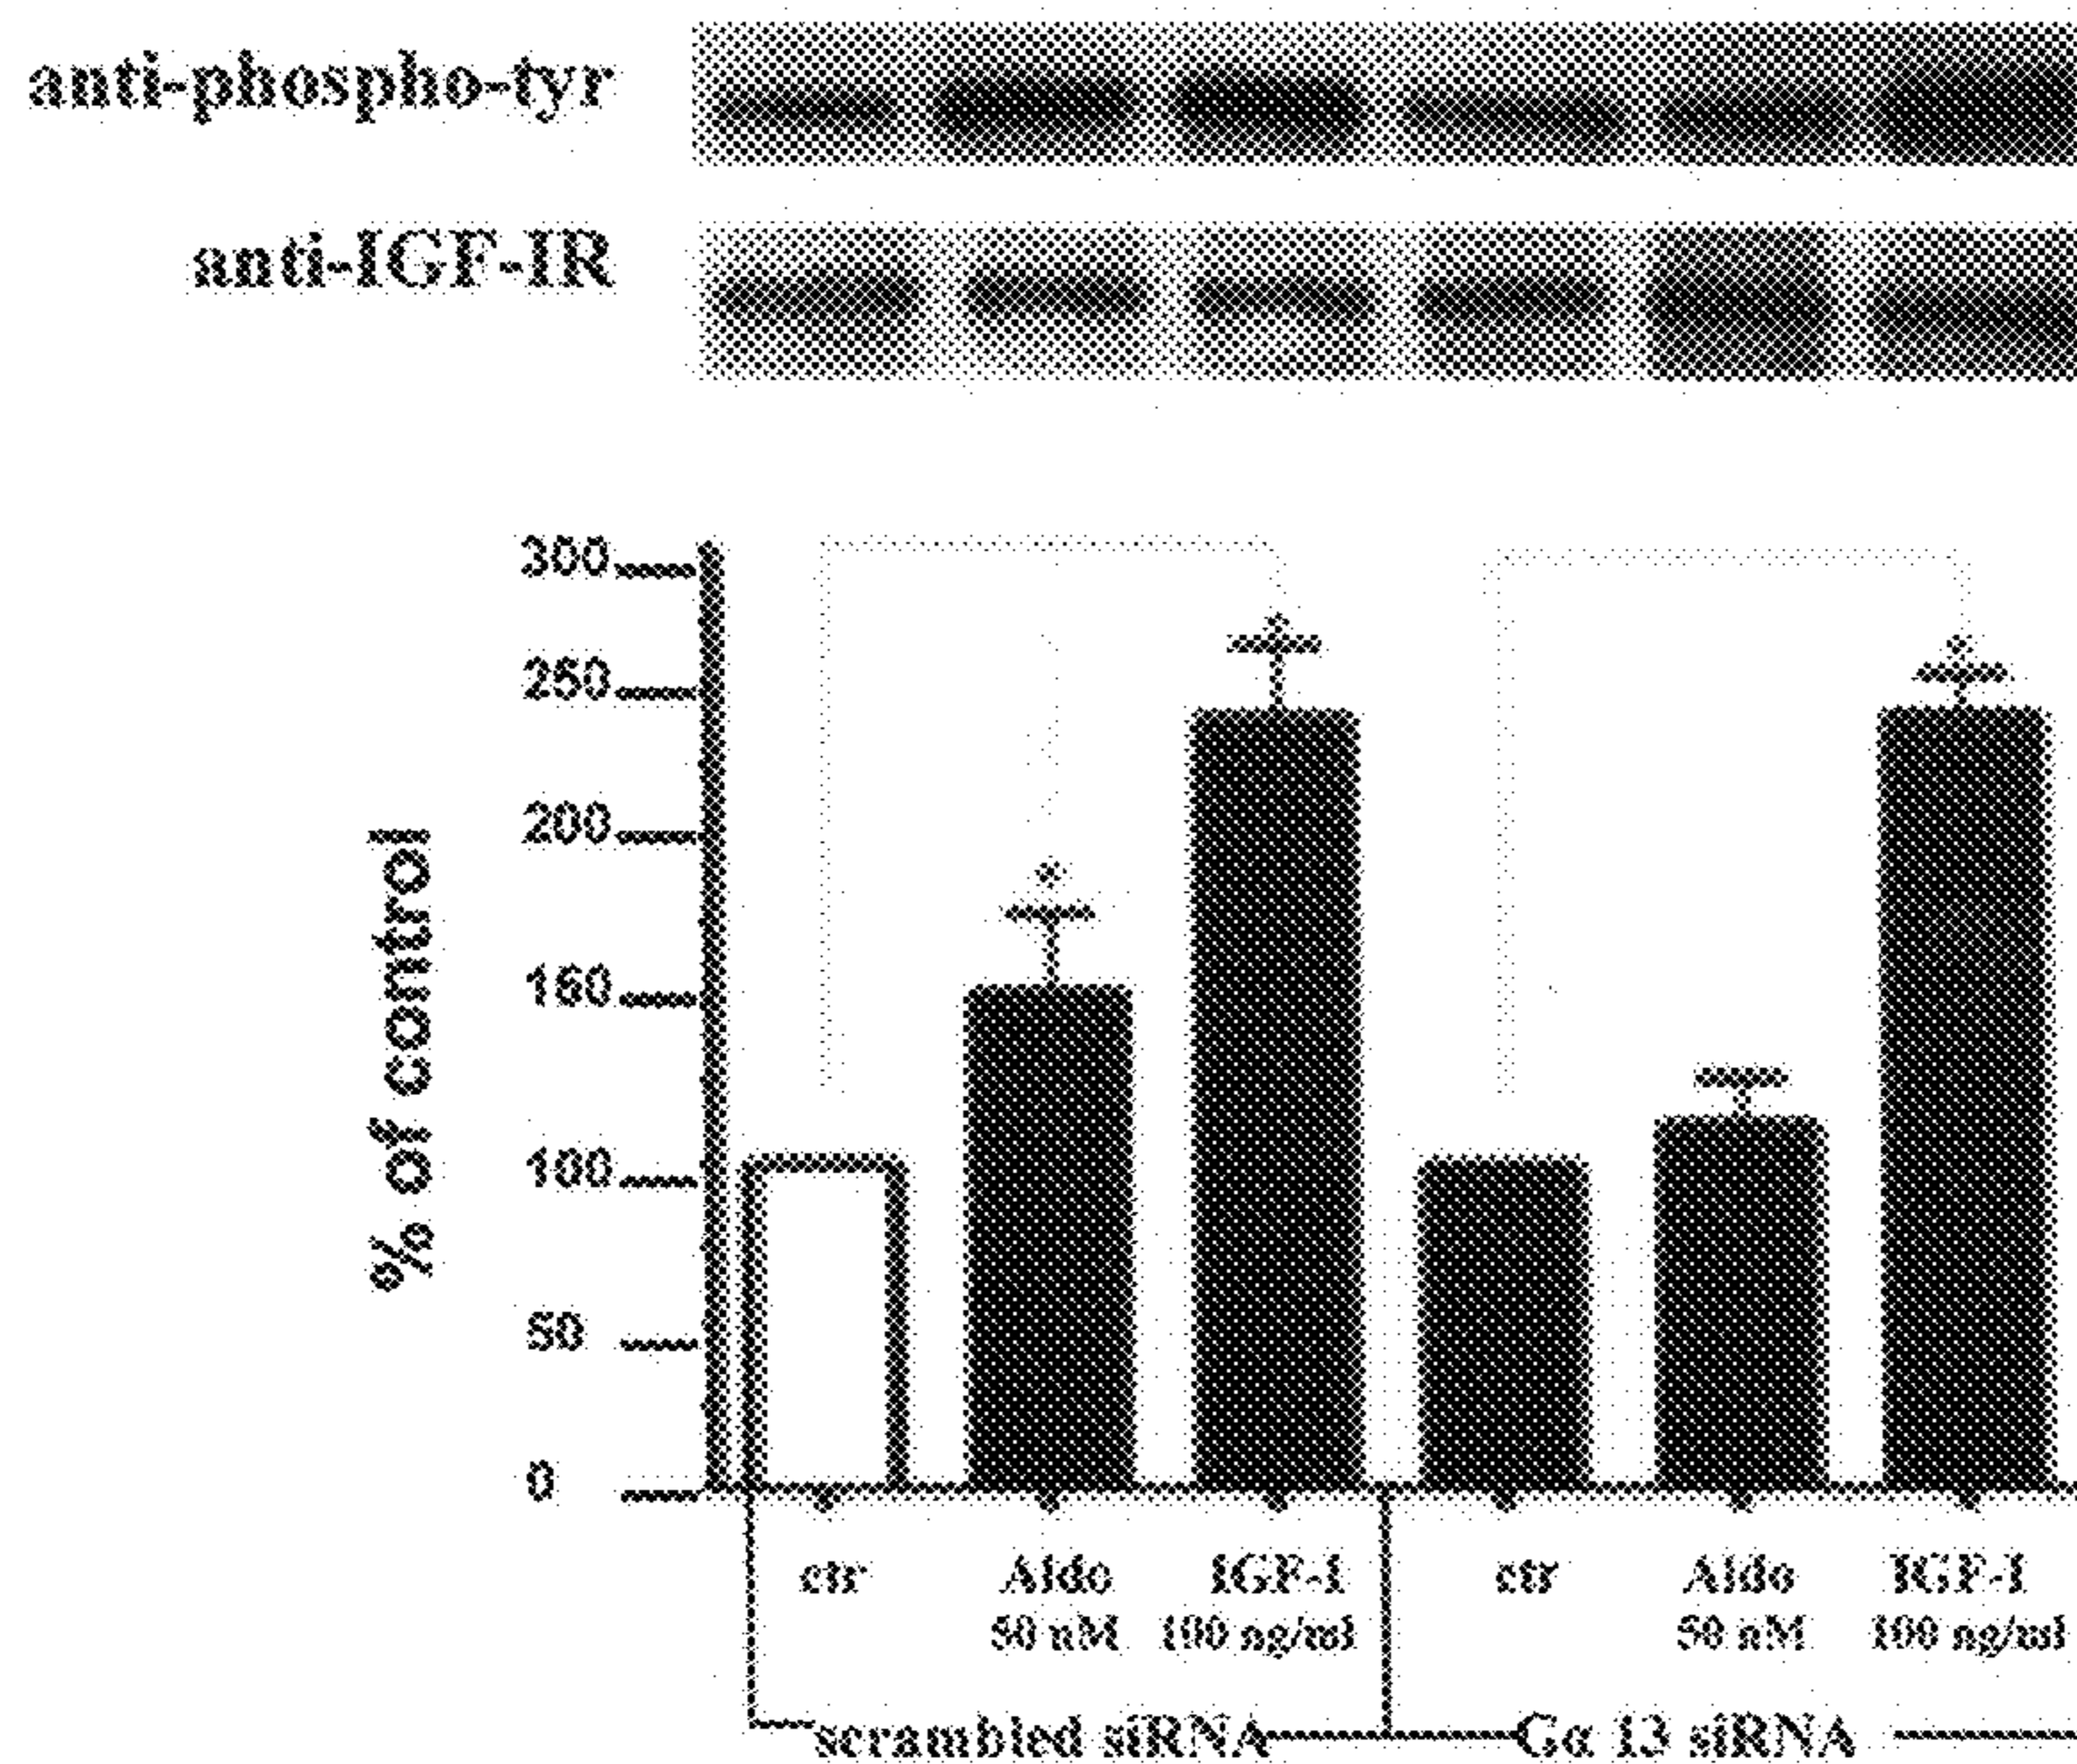 anti-phospho-tyr
anti-IGF-IR
% of control
300
250
200
150
100
50
0
ctr Aldo IGF-I ctr Aldo IGF-I
50 nM 100 ng/ml 50 nM 100 ng/ml
scrambled siRNA Gα 13 siRNA